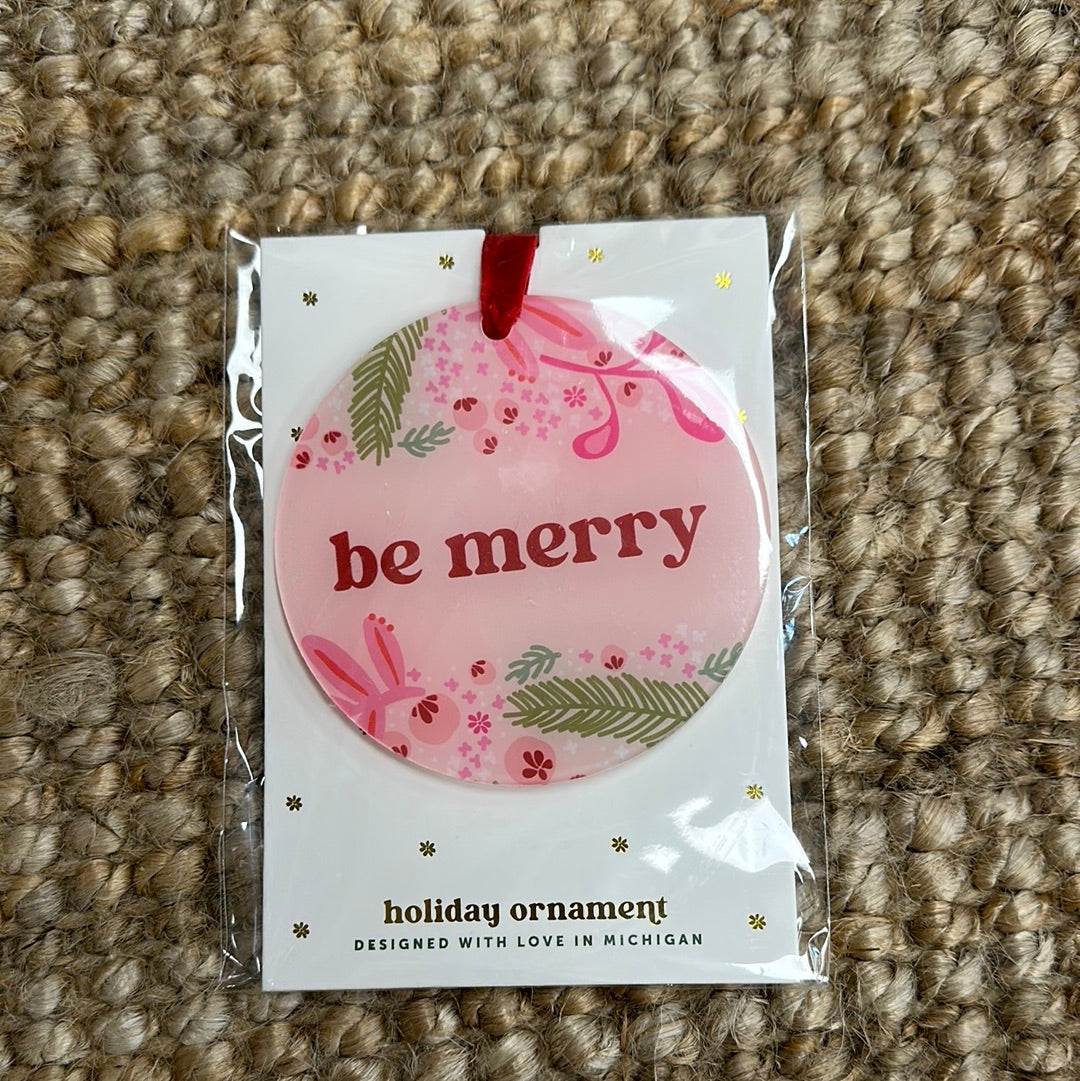 be merry
holiday ornament
DESIGNED WITH LOVE IN MICHIGAN